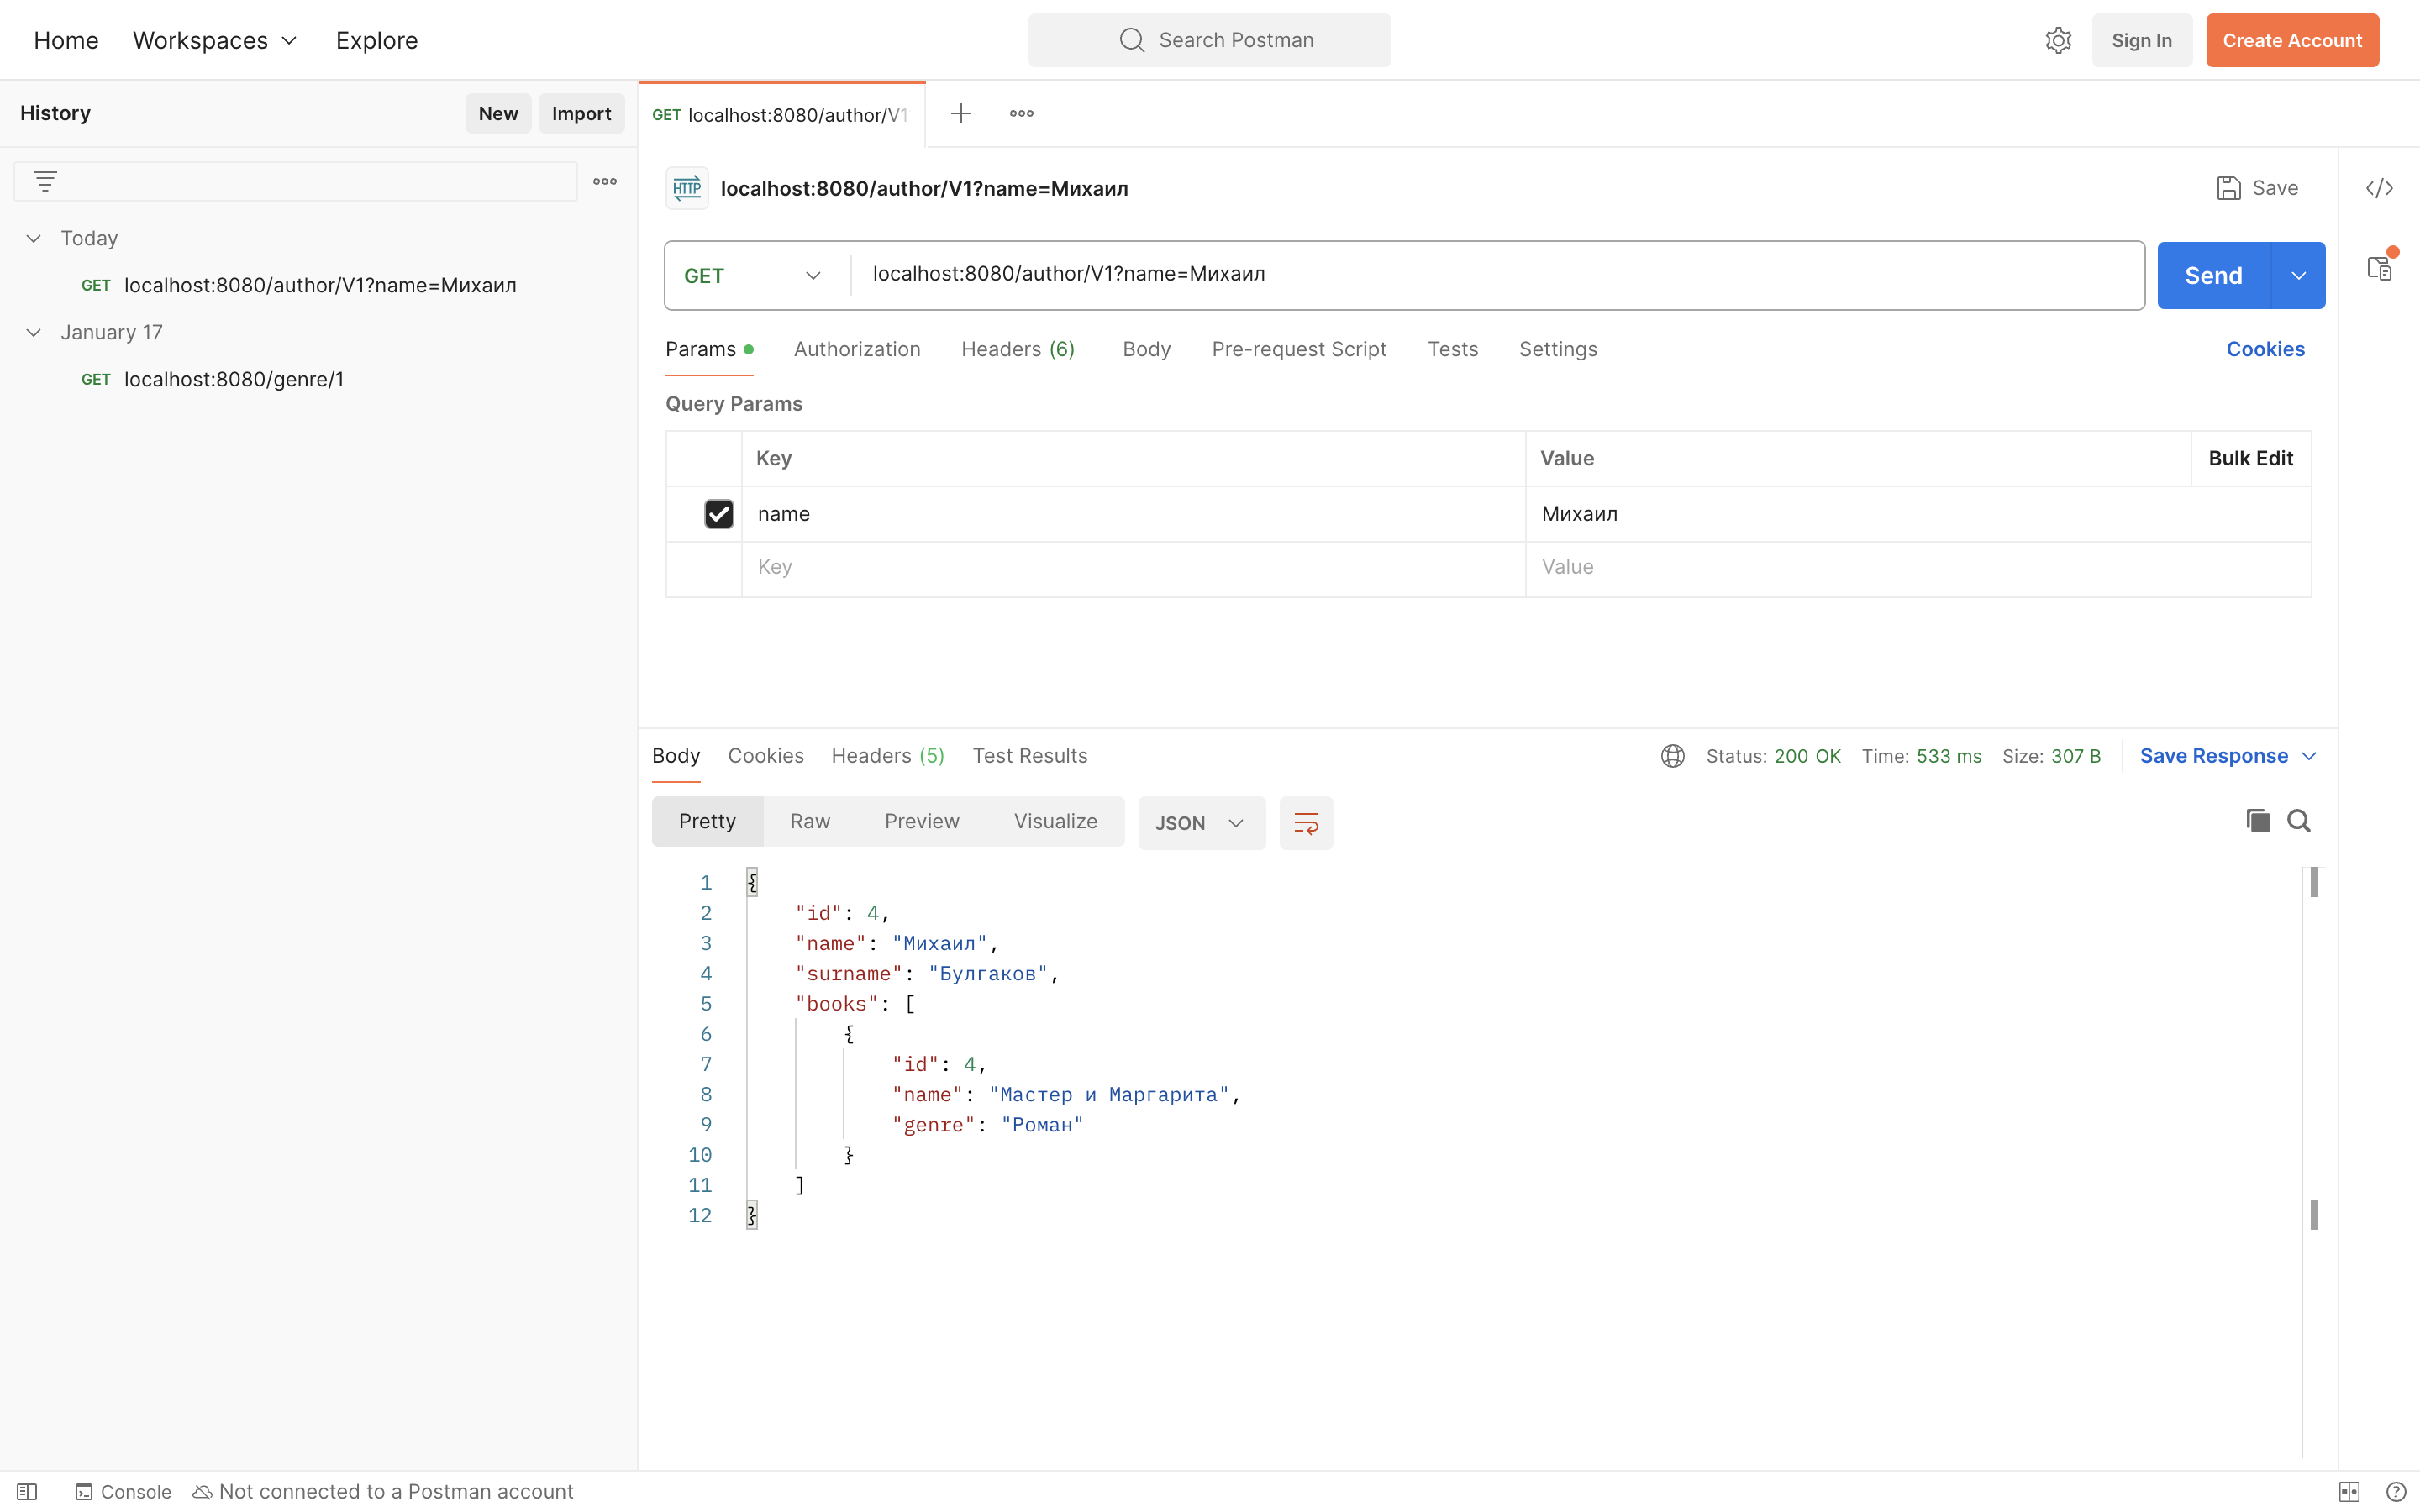 Home Workspaces Explore Search Postman Sign In Create Account
History New Import
GET localhost:8080/author/V1
HTTP localhost:8080/author/V1?name=Михаил Save
Today
GET localhost:8080/author/V1?name=Михаил
January 17
GET localhost:8080/genre/1
GET localhost:8080/author/V1?name=Михаил Send
Params Authorization Headers (6) Body Pre-request Script Tests Settings Cookies
Query Params
Key Value Bulk Edit
name Михаил
Key Value
Body Cookies Headers (5) Test Results Status: 200 OK Time: 533 ms Size: 307 B Save Response
Pretty Raw Preview Visualize JSON
1 {
2 "id": 4,
3 "name": "Михаил",
4 "surname": "Булгаков",
5 "books": [
6 {
7 "id": 4,
8 "name": "Мастер и Маргарита",
9 "genre": "Роман"
10 }
11 ]
12 }
Console Not connected to a Postman account